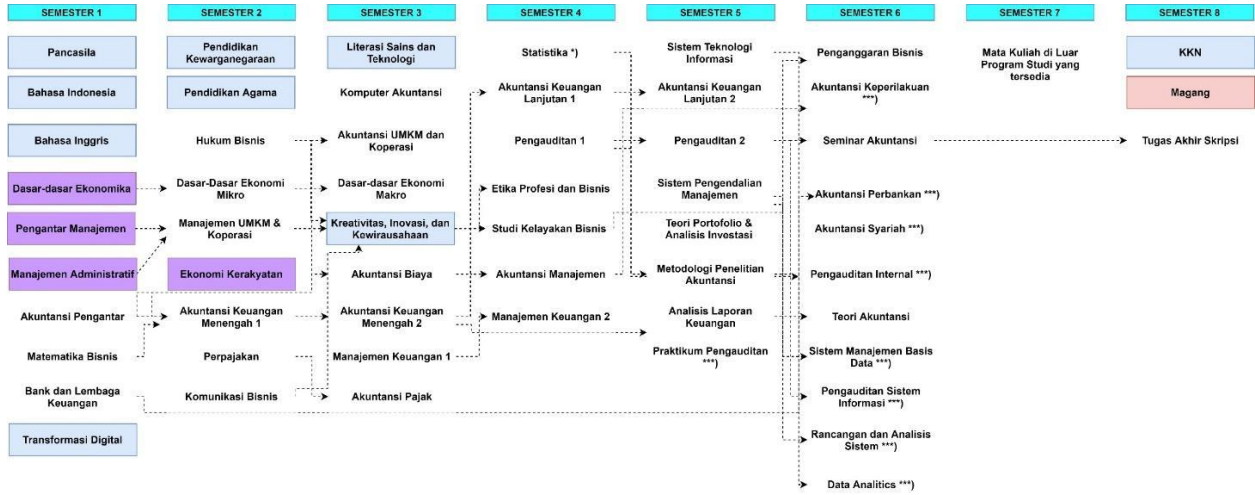 SEMESTER 1
SEMESTER 2
SEMESTER 3
SEMESTER 4
SEMESTER 5
SEMESTER 6
SEMESTER 7
SEMESTER 8
Pancasila
Bahasa Indonesia
Bahasa Inggris
Dasar-dasar Ekonomika
Pengantar Manajemen
Manajemen Administratif
Akuntansi Pengantar
Matematika Bisnis
Bank dan Lembaga
Keuangan
Transformasi Digital
Pendidikan
Kewarganegaraan
Pendidikan Agama
Hukum Bisnis
Dasar-Dasar Ekonomi
Mikro
Manajemen UMKM &
Koperasi
Ekonomi Kerakyatan
Akuntansi Keuangan
Menengah 1
Perpajakan
Komunikasi Bisnis
Literasi Sains dan
Teknologi
Komputer Akuntansi
Akuntansi UMKM dan
Koperasi
Dasar-dasar Ekonomi
Makro
Kreativitas, Inovasi, dan
Kewirausahaan
Akuntansi Biaya
Akuntansi Keuangan
Menengah 2
Manajemen Keuangan 1
Akuntansi Pajak
Statistika *)
Akuntansi Keuangan
Lanjutan 1
Pengauditan 1
Etika Profesi dan Bisnis
Studi Kelayakan Bisnis
Akuntansi Manajemen
Manajemen Keuangan 2
Sistem Teknologi
Informasi
Akuntansi Keuangan
Lanjutan 2
Pengauditan 2
Sistem Pengendalian
Manajemen
Teori Portofolio &
Analisis Investasi
Metodologi Penelitian
Akuntansi
Analisis Laporan
Keuangan
Praktikum Pengauditan
***)
Penganggaran Bisnis
Akuntansi Keperilakuan
***)
Seminar Akuntansi
Akuntansi Perbankan ***)
Akuntansi Syariah ***)
Pengauditan Internal ***)
Teori Akuntansi
Sistem Manajemen Basis
Data ***)
Pengauditan Sistem
Informasi ***)
Rancangan dan Analisis
Sistem ***)
Data Analitics ***)
Mata Kuliah di Luar
Program Studi yang
tersedia
KKN
Magang
Tugas Akhir Skripsi